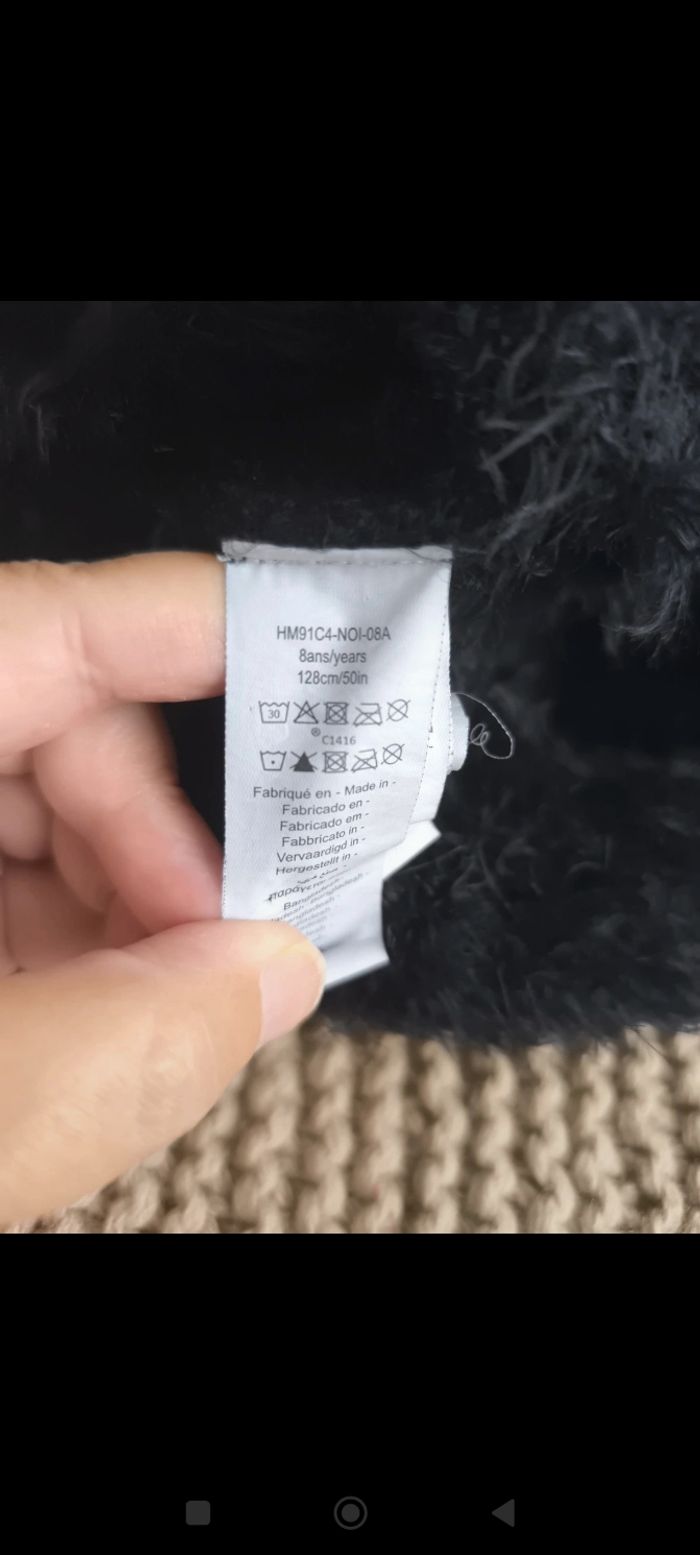 HM91C4-NOI-08A
8ans/years
128cm/50in
30
® C1416
Fabriqué en - Made in -
Fabricado en -
Fabricado em -
Fabbricato in -
Vervaardigd in -
Hergestellt in -
Bangladesh -